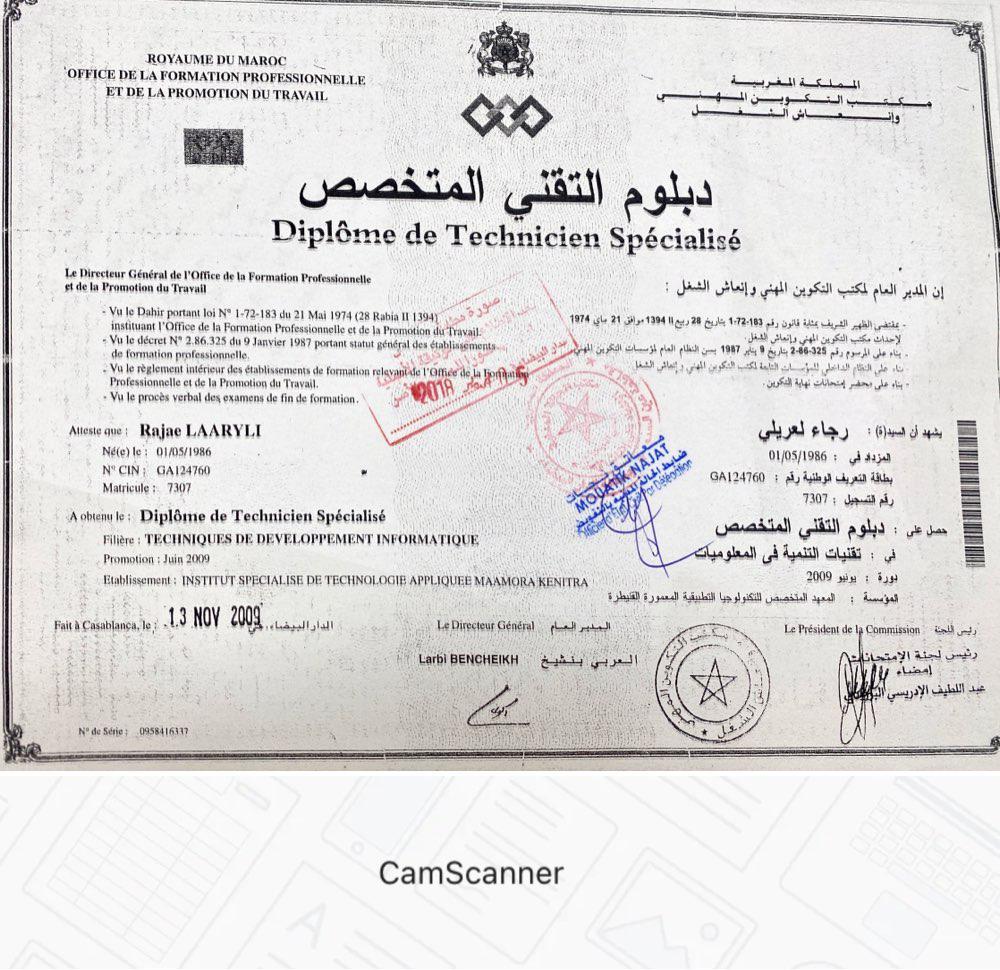 ROYAUME DU MAROC
OFFICE DE LA FORMATION PROFESSIONNELLE
ET DE LA PROMOTION DU TRAVAIL
المملكة المغربية
مكتب التكوين المهني
وإنعاش الشغل
دبلوم التقني المتخصص
Diplôme de Technicien Spécialisé
Le Directeur Général de l'Office de la Formation Professionnelle
et de la Promotion du Travail
- Vu le Dahir portant loi N° 1-72-183 du 21 Mai 1974 (28 Rabia II 1394)
instituant l'Office de la Formation Professionnelle et de la Promotion du Travail.
- Vu le décret N° 2.86.325 du 9 Janvier 1987 portant statut général des établissements
de formation professionnelle.
- Vu le règlement intérieur des établissements de formation relevant de l'Office de la Formation
Professionnelle et de la Promotion du Travail.
- Vu le procès verbal des examens de fin de formation.
إن المدير العام لمكتب التكوين المهني وإنعاش الشغل :
- بمقتضى الظهير الشريف بمثابة قانون رقم 183-72-1 بتاريخ 28 ربيع II 1394 موافق 21 ماي 1974
لإحداث مكتب التكوين المهني وإنعاش الشغل.
- بناء على المرسوم رقم 325-86-2 بتاريخ 9 يناير 1987 بسن النظام العام لمؤسسات التكوين المهني
- بناء على النظام الداخلي للمؤسسات التابعة لمكتب التكوين المهني وإنعاش الشغل
- بناء على محضر إمتحانات نهاية التكوين.
2018
Atteste que : Rajae LAARYLI
Né(e) le : 01/05/1986
N° CIN : GA124760
Matricule : 7307
A obtenu le : Diplôme de Technicien Spécialisé
Filière : TECHNIQUES DE DEVELOPPEMENT INFORMATIQUE
Promotion : Juin 2009
Etablissement : INSTITUT SPECIALISE DE TECHNOLOGIE APPLIQUEE MAAMORA KENITRA
يشهد أن السيد(ة) : رجاء لعريلي
المزداد في : 01/05/1986
بطاقة التعريف الوطنية رقم : GA124760
رقم التسجيل : 7307
حصل على : دبلوم التقني المتخصص
في : تقنيات التنمية في المعلوميات
دورة : يونيو 2009
المؤسسة : المعهد المتخصص للتكنولوجيا التطبيقية المعمورة القنيطرة
MOUATIK NAJAT
Fait à Casablanca, le : 13 NOV 2009 الدار البيضاء، في
Le Directeur Général المدير العام
Larbi BENCHEIKH العربي بنشيخ
Le Président de la Commission رئيس اللجنة
رئيس لجنة الإمتحانات
إمضاء
عبد اللطيف الإدريسي
N° de Série : 0958416337
CamScanner